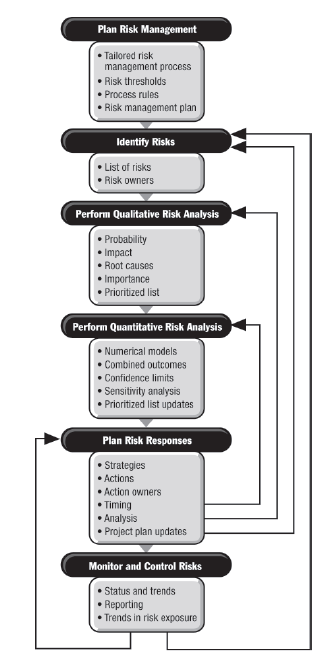 Plan Risk Management
• Tailored risk
management process
• Risk thresholds
• Process rules
• Risk management plan
Identify Risks
• List of risks
• Risk owners
Perform Qualitative Risk Analysis
• Probability
• Impact
• Root causes
• Importance
• Prioritized list
Perform Quantitative Risk Analysis
• Numerical models
• Combined outcomes
• Confidence limits
• Sensitivity analysis
• Prioritized list updates
Plan Risk Responses
• Strategies
• Actions
• Action owners
• Timing
• Analysis
• Project plan updates
Monitor and Control Risks
• Status and trends
• Reporting
• Trends in risk exposure